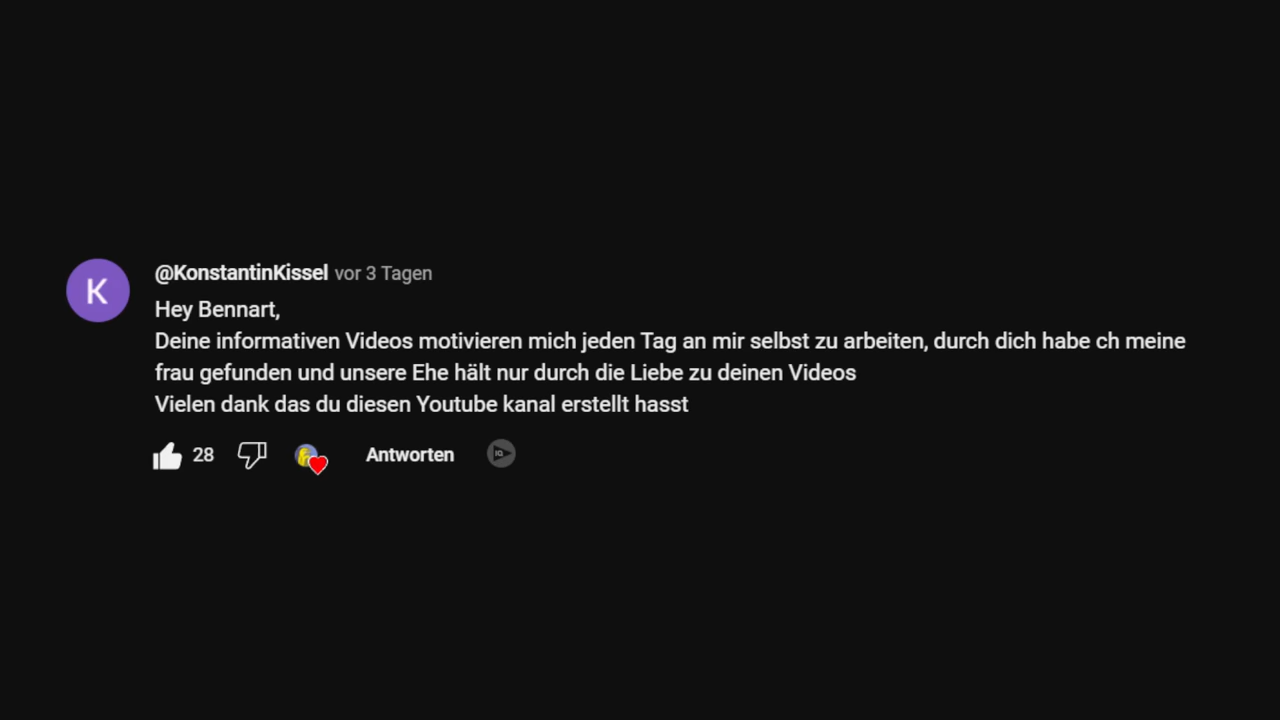 K
@KonstantinKissel vor 3 Tagen
Hey Bennart,
Deine informativen Videos motivieren mich jeden Tag an mir selbst zu arbeiten, durch dich habe ch meine
frau gefunden und unsere Ehe hält nur durch die Liebe zu deinen Videos
Vielen dank das du diesen Youtube kanal erstellt hasst
28 Antworten IQ